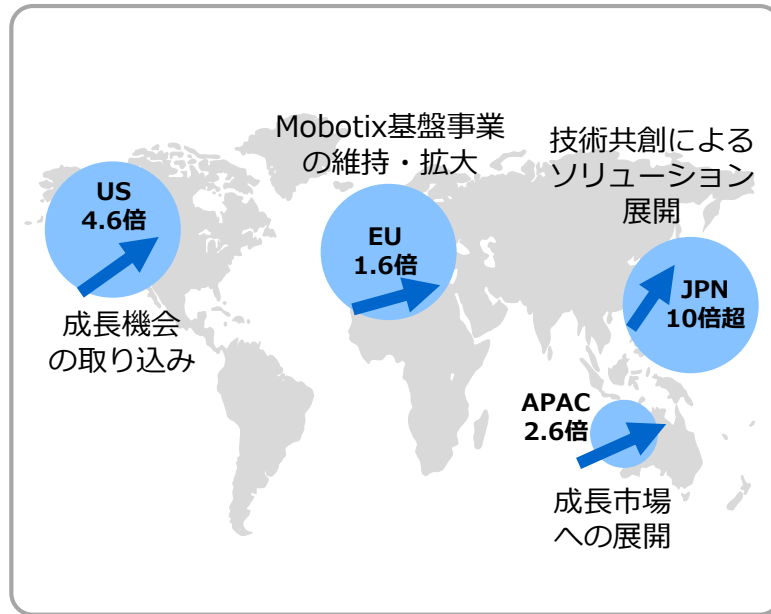 Mobotix基盤事業
の維持・拡大
技術共創による
ソリューション
展開
US
4.6倍
EU
1.6倍
JPN
10倍超
成長機会
の取り込み
APAC
2.6倍
成長市場
への展開